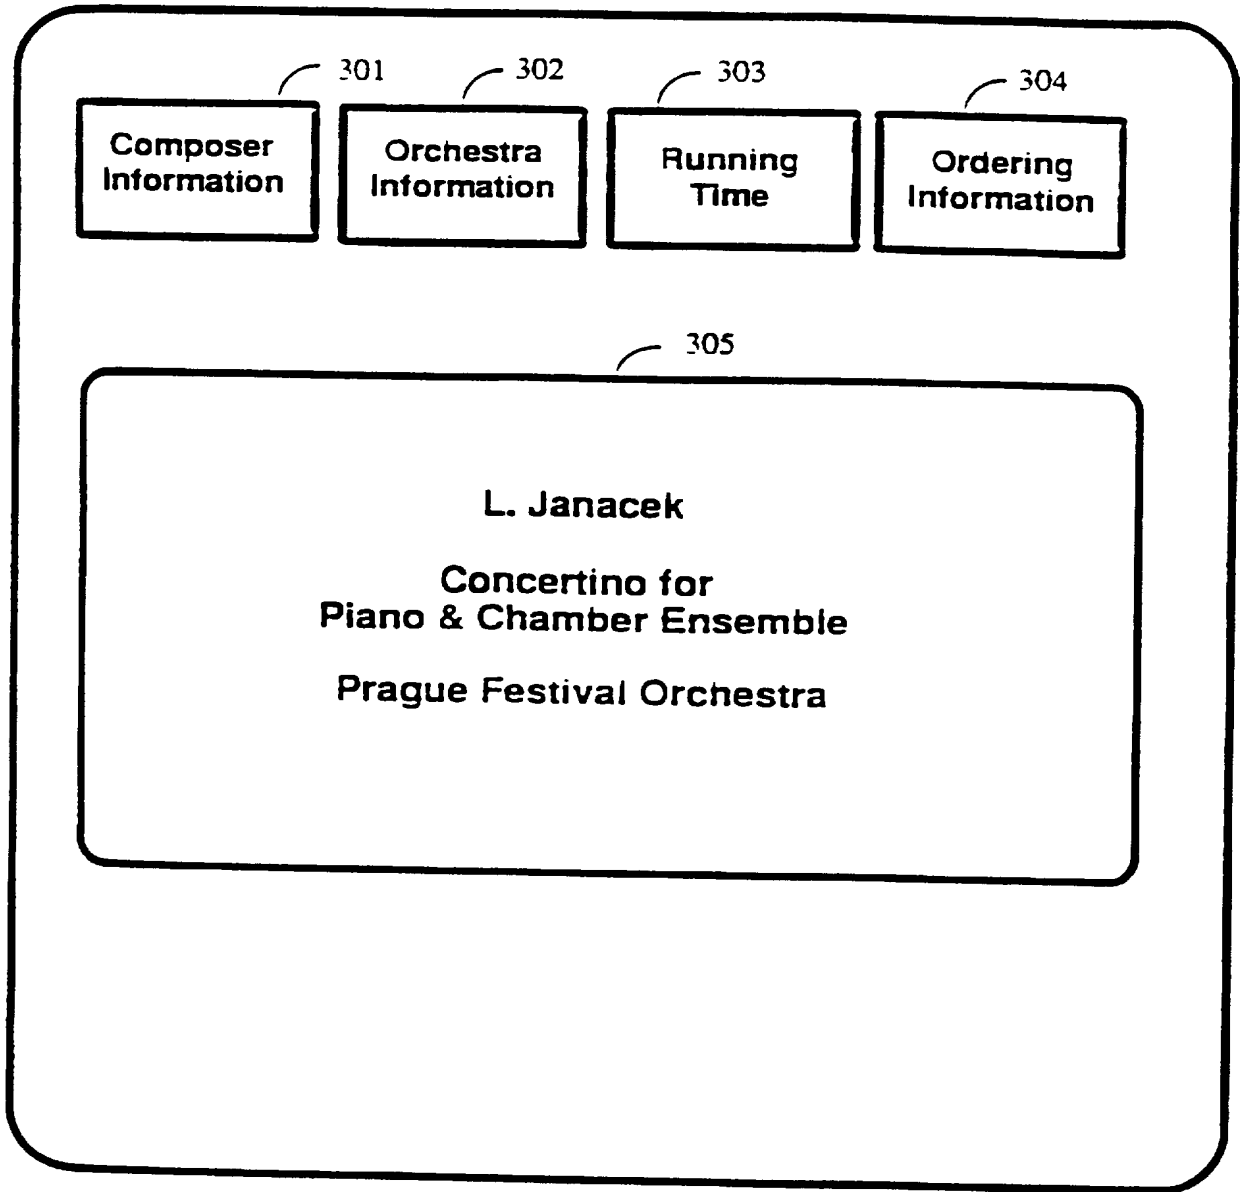 301
302
303
304
Composer
Information
Orchestra
Information
Running
Time
Ordering
Information
305
L. Janacek
Concertino for
Piano & Chamber Ensemble
Prague Festival Orchestra